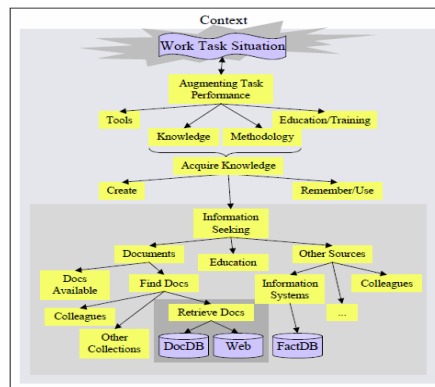 Context
Work Task Situation
Augmenting Task
Performance
Tools
Education/Training
Knowledge
Methodology
Acquire Knowledge
Create
Remember/Use
Information
Seeking
Documents
Education
Other Sources
Docs
Available
Find Docs
Information
Systems
Colleagues
Colleagues
...
Other
Collections
Retrieve Docs
DocDB
Web
FactDB